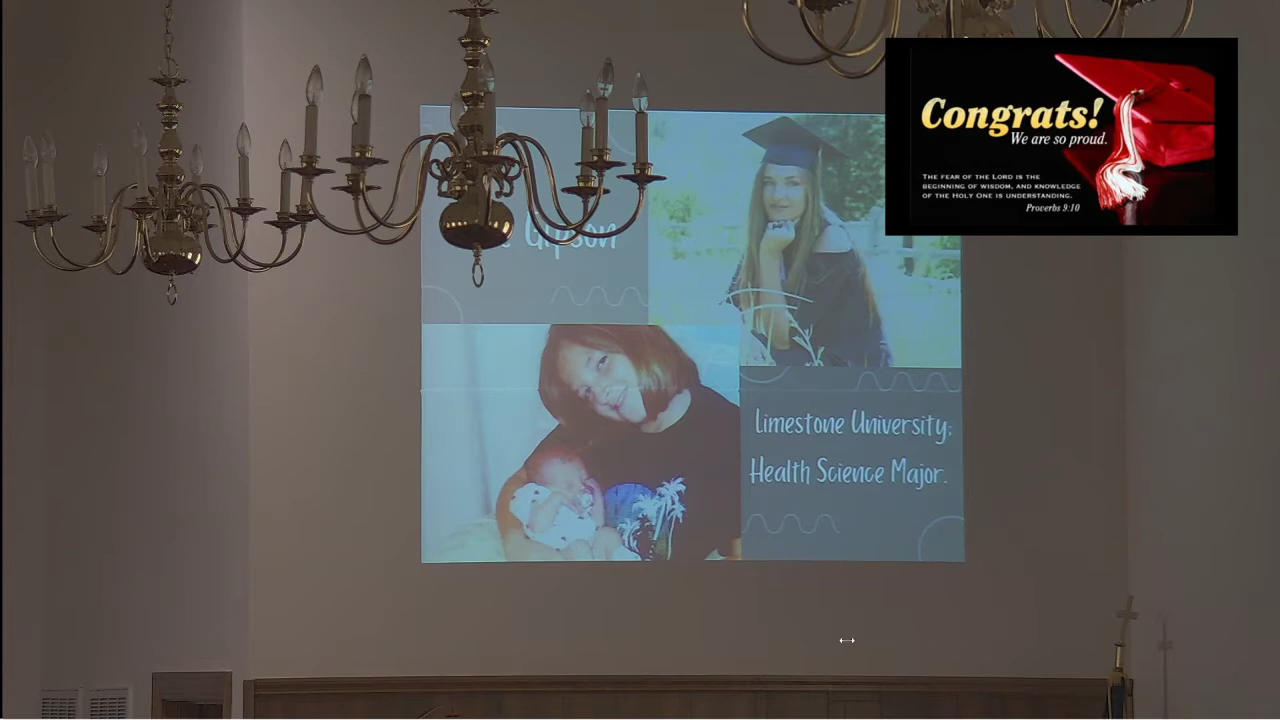 Gipson
Limestone University;
Health Science Major.
Congrats!
We are so proud.
THE FEAR OF THE LORD IS THE
BEGINNING OF WISDOM, AND KNOWLEDGE
OF THE HOLY ONE IS UNDERSTANDING.
Proverbs 9:10